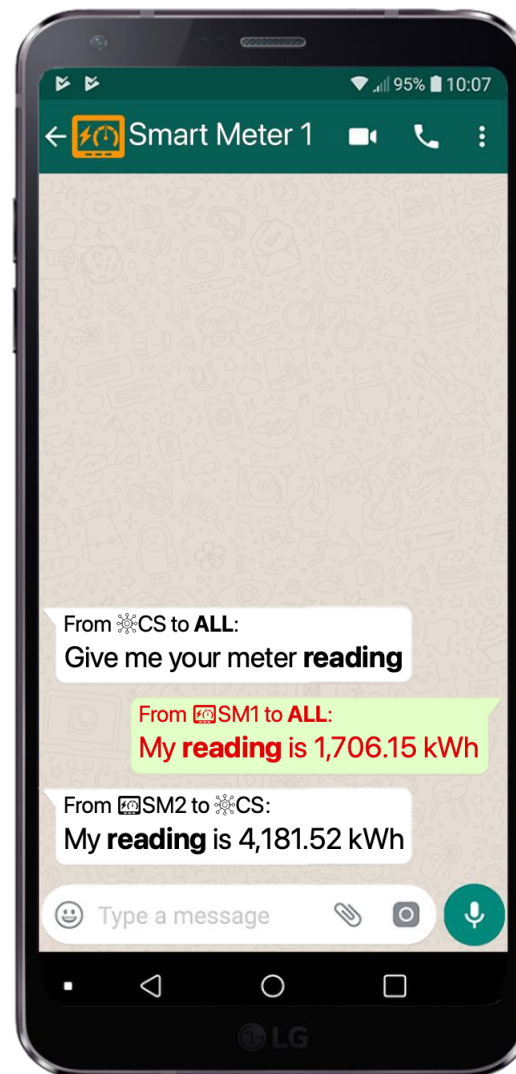 95% 10:07
Smart Meter 1
From CS to ALL:
Give me your meter reading
From SM1 to ALL:
My reading is 1,706.15 kWh
From SM2 to CS:
My reading is 4,181.52 kWh
Type a message
LG